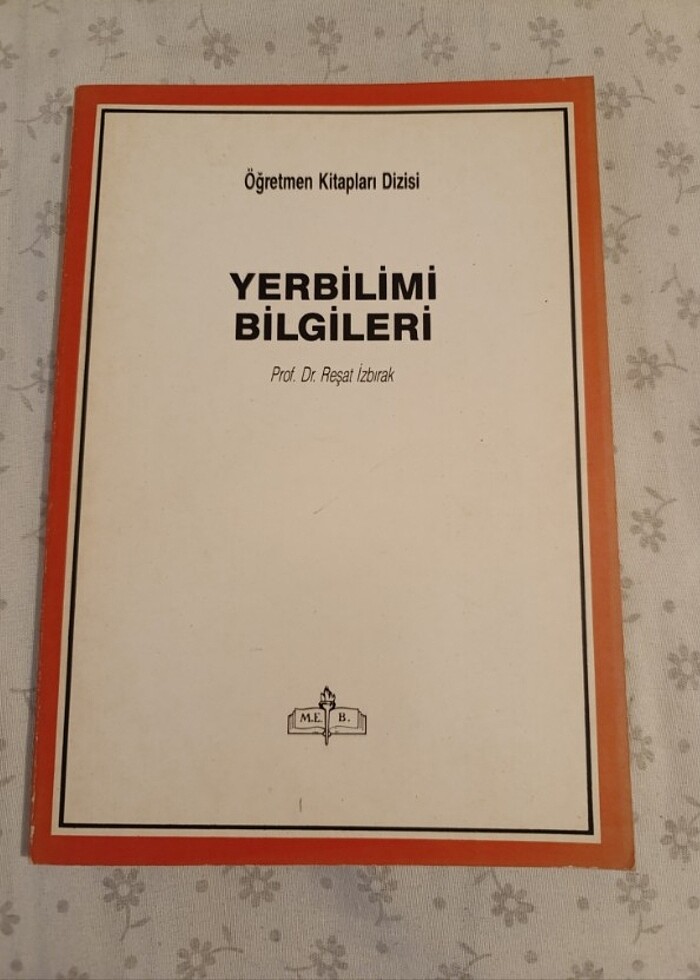 Öğretmen Kitapları Dizisi
YERBİLİMİ
BİLGİLERİ
Prof. Dr. Reşat İzbırak
M.E. B.